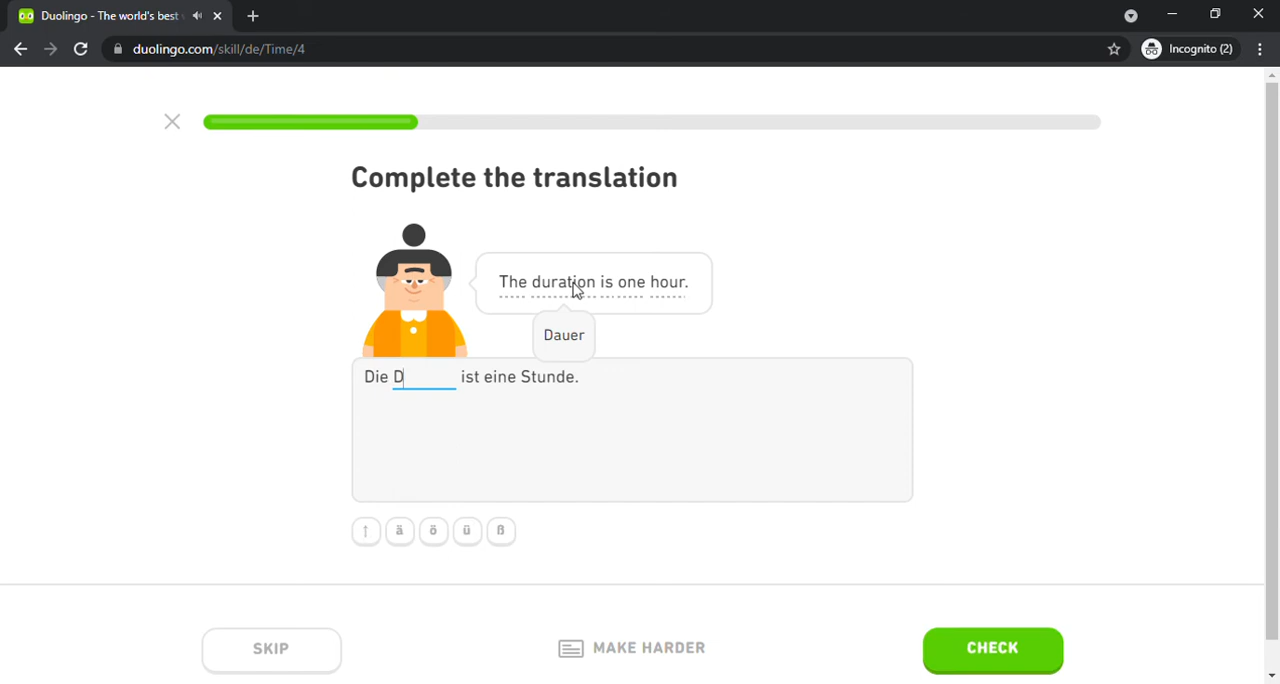 Duolingo - The world's best
duolingo.com/skill/de/Time/4
Incognito (2)
Complete the translation
The duration is one hour.
Dauer
Die D ist eine Stunde.
↑ ä ö ü ß
SKIP
MAKE HARDER
CHECK